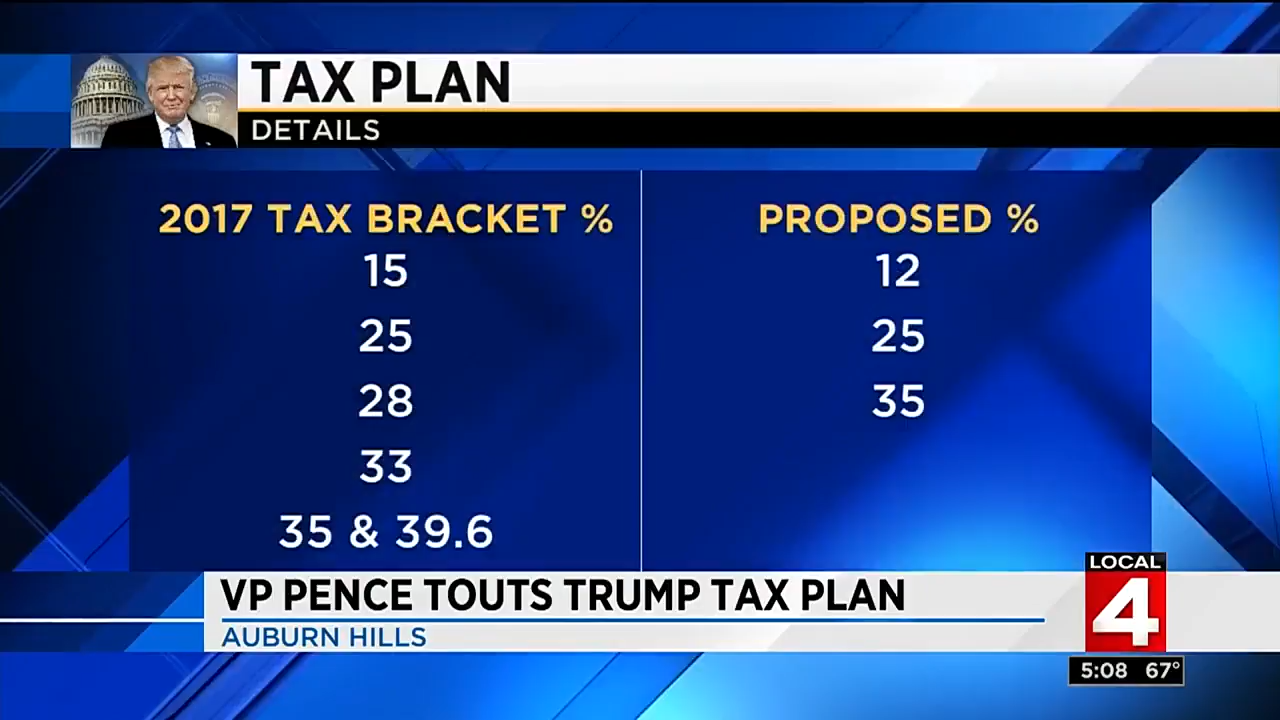 TAX PLAN
DETAILS
2017 TAX BRACKET % PROPOSED %
15 12
25 25
28 35
33
35 & 39.6
VP PENCE TOUTS TRUMP TAX PLAN
AUBURN HILLS
LOCAL
4
5:08 67°